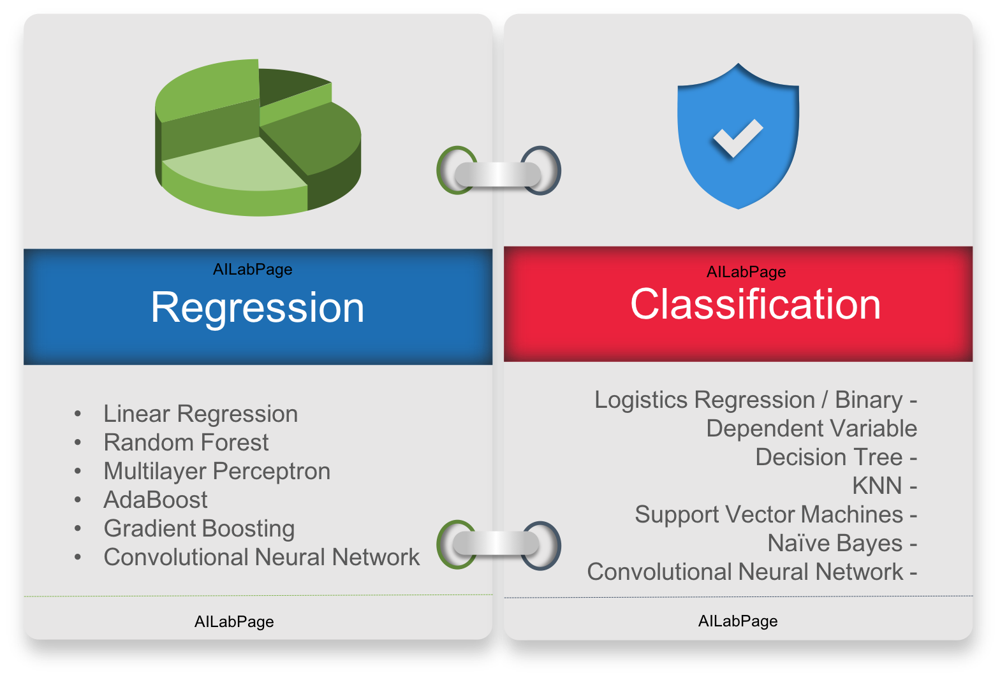 AILabPage
Regression
• Linear Regression
• Random Forest
• Multilayer Perceptron
• AdaBoost
• Gradient Boosting
• Convolutional Neural Network
AILabPage
AILabPage
Classification
Logistics Regression / Binary -
Dependent Variable
Decision Tree -
KNN -
Support Vector Machines -
Naïve Bayes -
Convolutional Neural Network -
AILabPage